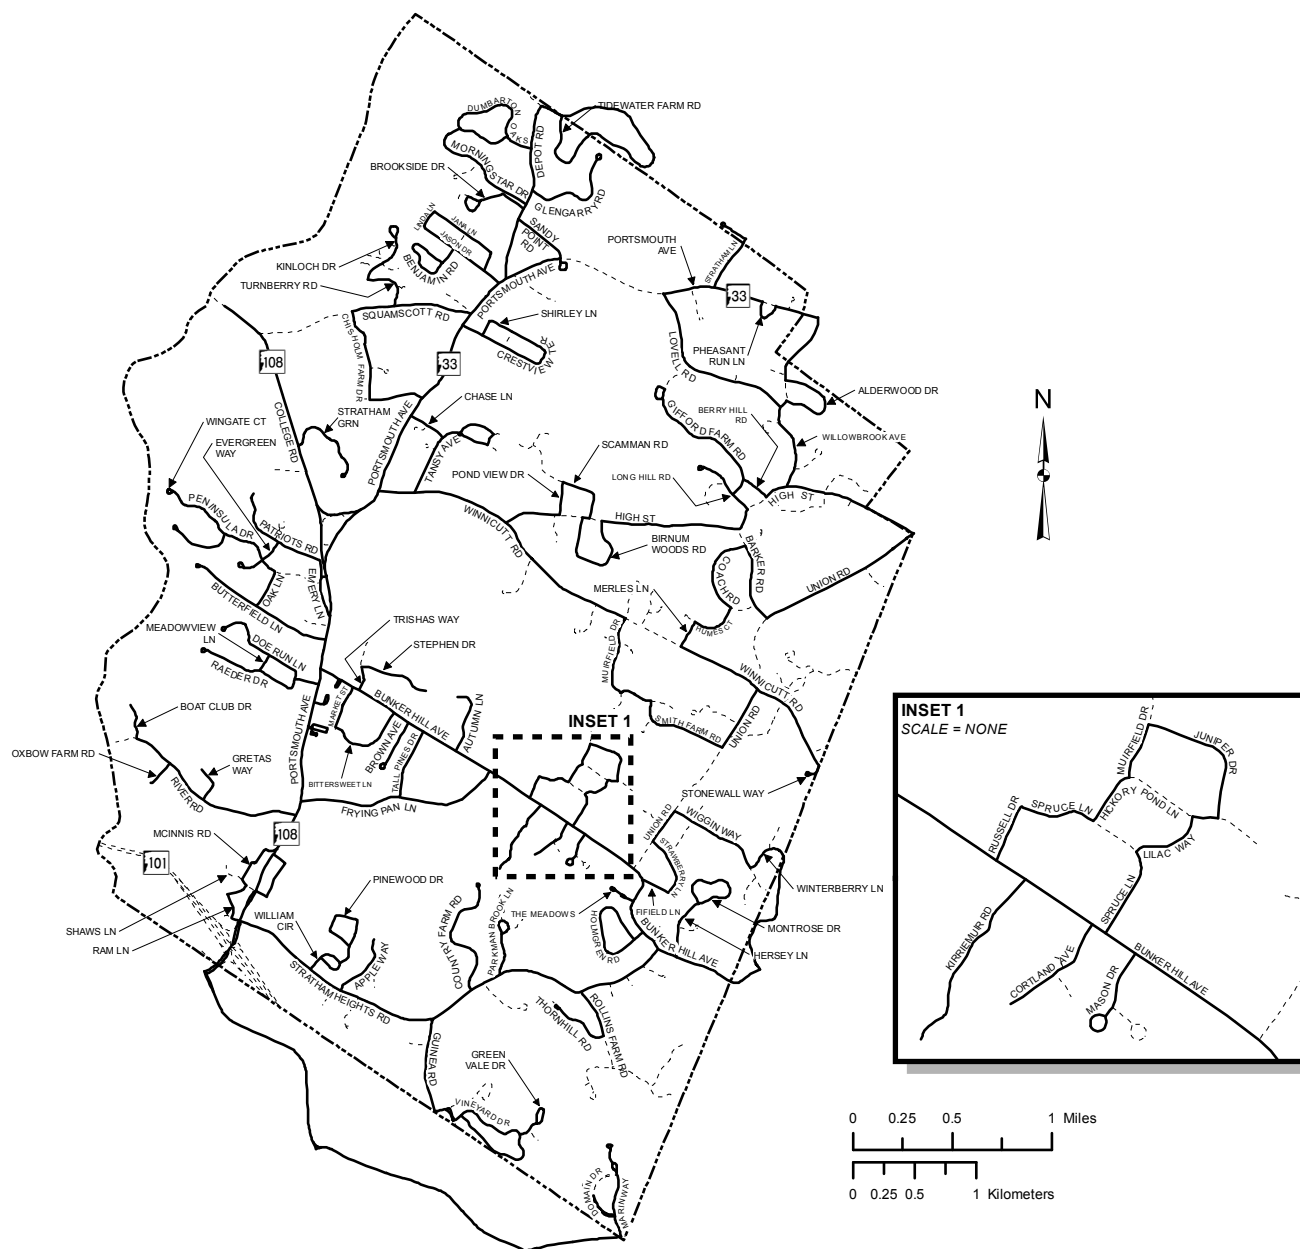 DUMBARTON OAKS
TIDEWATER FARM RD
DEPOT RD
MORNINGSTAR DR
BROOKSIDE DR
GLENGARRY RD
SANDY
POINT
RD
LINDA LN
JANA LN
JASON DR
BENJAMIN RD
PORTSMOUTH
AVE
STRATHAM LN
KINLOCH DR
TURNBERRY RD
PORTSMOUTH AVE
33
SQUAMSCOTT RD
SHIRLEY LN
CRESTVIEW TER
CHISHOLM FARM DR
LOVELL RD
PHEASANT
RUN LN
108
33
ALDERWOOD DR
CHASE LN
GIFFORD FARM RD
BERRY HILL
RD
COLLEGE RD
STRATHAM
GRN
PORTSMOUTH AVE
WINGATE CT
EVERGREEN
WAY
TANSY AVE
SCAMMAN RD
WILLOWBROOK AVE
POND VIEW DR
LONG HILL RD
HIGH ST
PENINSULA DR
PATRIOTS RD
WINNICUTT RD
HIGH ST
BIRNUM
WOODS RD
BARKER RD
COACH RD
UNION RD
EMERY LN
OAK LN
BUTTERFIELD LN
MERLES LN
HUMES CT
MEADOWVIEW
LN
TRISHAS WAY
STEPHEN DR
DOE RUN LN
RAEDER DR
MUIRFIELD DR
WINNICUTT RD
BOAT CLUB DR
PORTSMOUTH AVE
MARKET ST
BUNKER HILL AVE
AUTUMN LN
INSET 1
SMITH FARM RD
UNION RD
OXBOW FARM RD
GRETAS
WAY
BROWN AVE
TALL PINES DR
BITTERSWEET LN
STONEWALL WAY
RIVER RD
FRYING PAN LN
UNION RD
WIGGIN WAY
MCINNIS RD
108
101
STRAWBERRY LN
PINEWOOD DR
WINTERBERRY LN
SHAWS LN
RAM LN
WILLIAM
CIR
COUNTRY FARM RD
PARKMAN BROOK LN
THE MEADOWS
FIFIELD LN
MONTROSE DR
HOLMGREN RD
BUNKER HILL AVE
HERSEY LN
APPLE WAY
STRATHAM HEIGHTS RD
THORNHILL RD
ROLLINS FARM RD
GUINEA RD
GREEN
VALE DR
VINEYARD DR
DOMAIN DR
MARIN WAY
N
INSET 1
SCALE = NONE
MUIRFIELD DR
JUNIPER DR
RUSSELL DR
SPRUCE LN
HICKORY POND LN
LILAC WAY
SPRUCE LN
KIRRIEMUIR RD
CORTLAND AVE
BUNKER HILL AVE
MASON DR
0 0.25 0.5 1 Miles
0 0.25 0.5 1 Kilometers